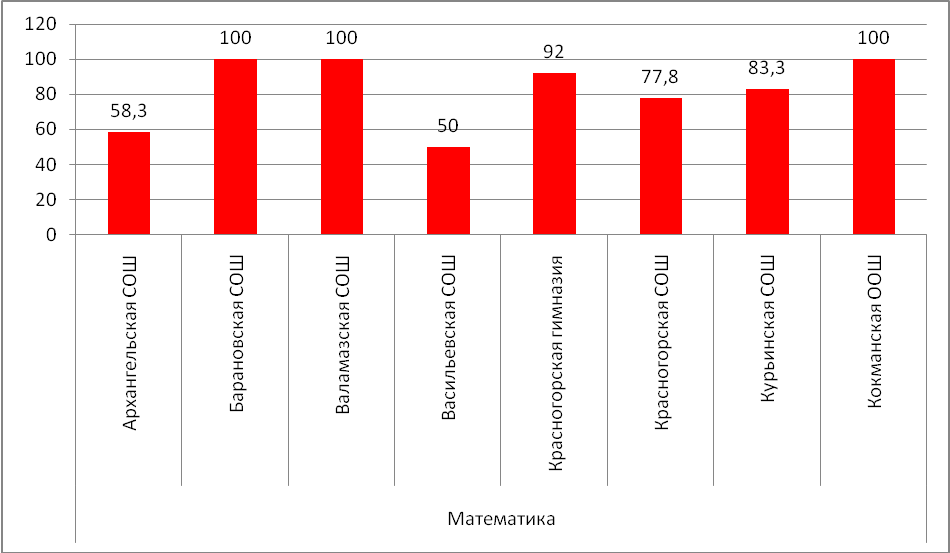 120
100
80
60
40
20
0
58,3
100
100
50
92
77,8
83,3
100
Архангельская СОШ
Барановская СОШ
Валамазская СОШ
Васильевская СОШ
Красногорская гимназия
Красногорская СОШ
Курьинская СОШ
Кокманская ООШ
Математика